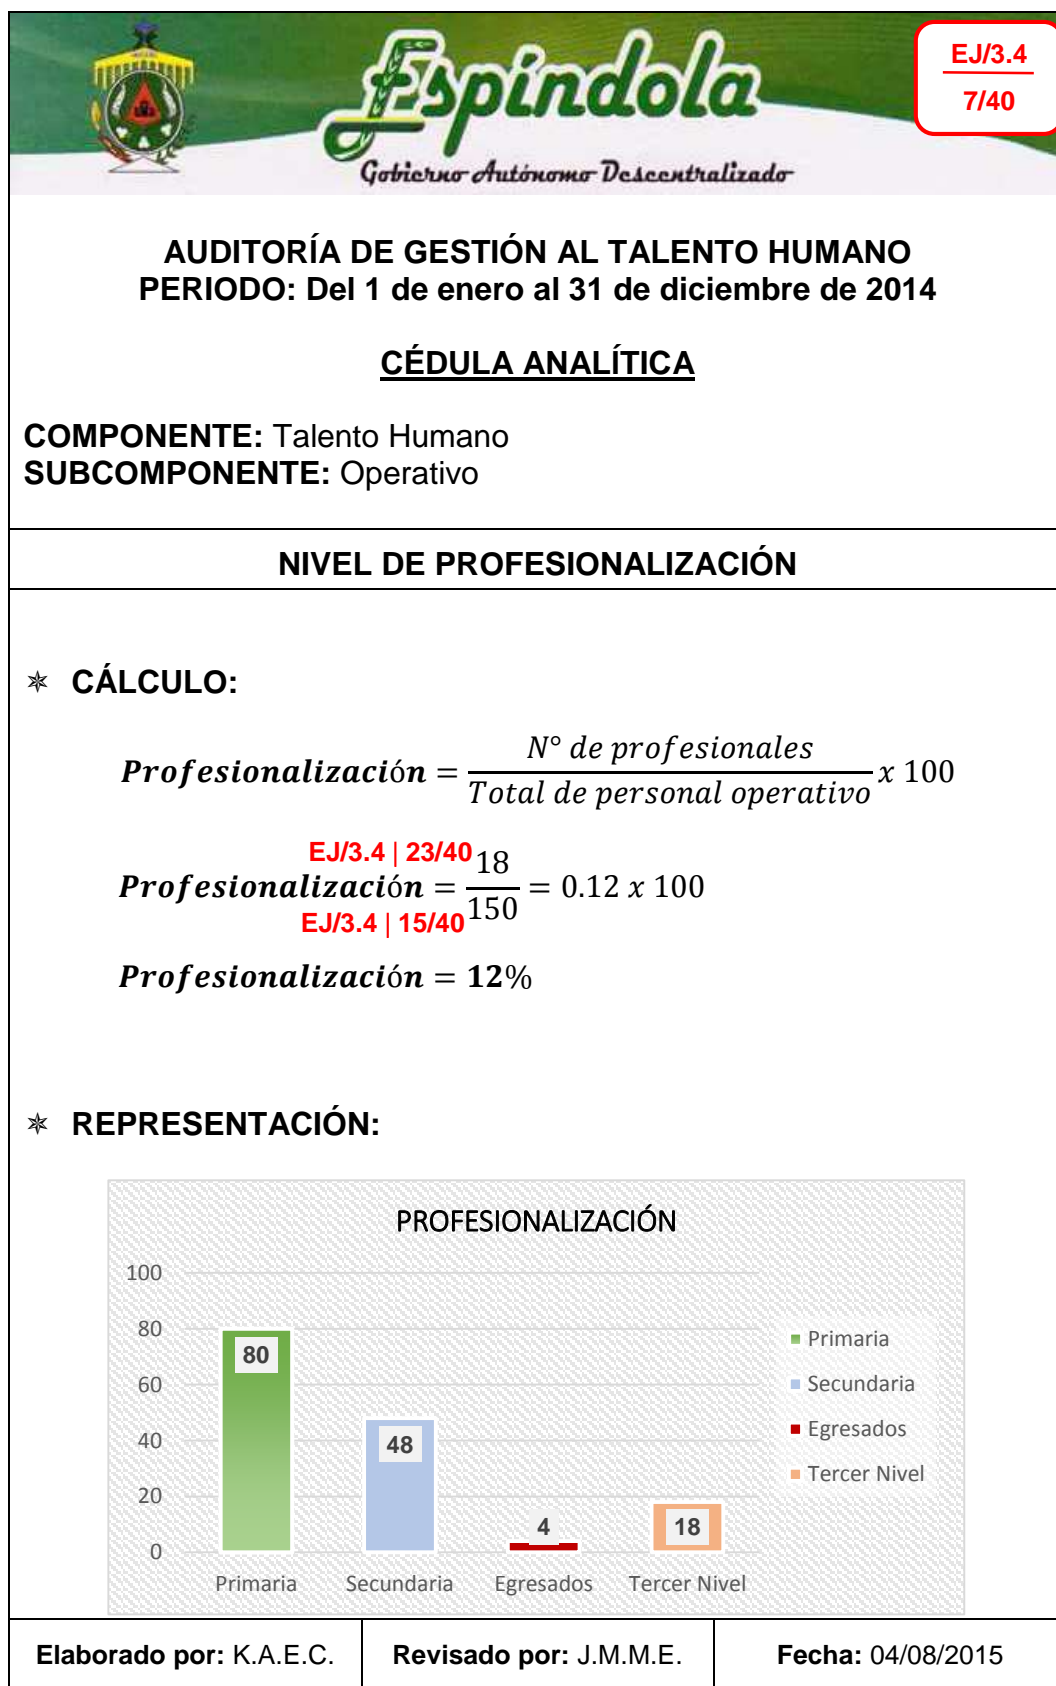 Espíndola
Gobierno Autónomo Descentralizado
EJ/3.4
7/40
AUDITORÍA DE GESTIÓN AL TALENTO HUMANO
PERIODO: Del 1 de enero al 31 de diciembre de 2014
CÉDULA ANALÍTICA
COMPONENTE: Talento Humano
SUBCOMPONENTE: Operativo
NIVEL DE PROFESIONALIZACIÓN
✵ CÁLCULO:
Profesionalización = N° de profesionales / Total de personal operativo x 100
EJ/3.4 | 23/40
Profesionalización = 18 / 150 = 0.12 x 100
EJ/3.4 | 15/40
Profesionalización = 12%
✵ REPRESENTACIÓN:
PROFESIONALIZACIÓN
100
80
60
40
20
0
80
48
4
18
Primaria Secundaria Egresados Tercer Nivel
Primaria
Secundaria
Egresados
Tercer Nivel
Elaborado por: K.A.E.C. Revisado por: J.M.M.E. Fecha: 04/08/2015